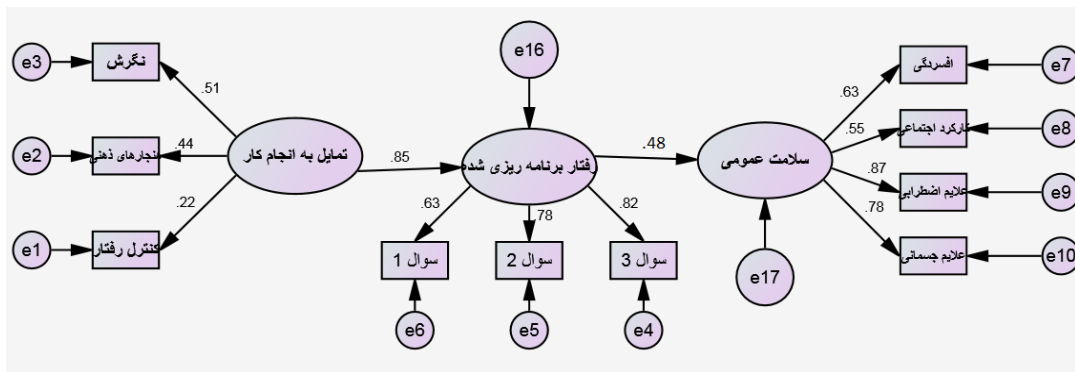 e16
e3
نگرش
.51
e2
هنجارهای ذهنی
.44
تمایل به انجام کار
.22
e1
کنترل رفتار
.85
رفتار برنامه ریزی شده
.63
.78
.82
سوال 1
سوال 2
سوال 3
e6
e5
e4
.48
سلامت عمومی
e17
.63
افسردگی
e7
.55
کارکرد اجتماعی
e8
.87
علایم اضطرابی
e9
.78
علایم جسمانی
e10